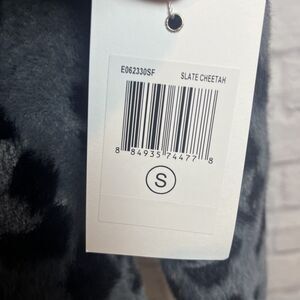 E062330SF SLATE CHEETAH
8 84935 74477 8
S